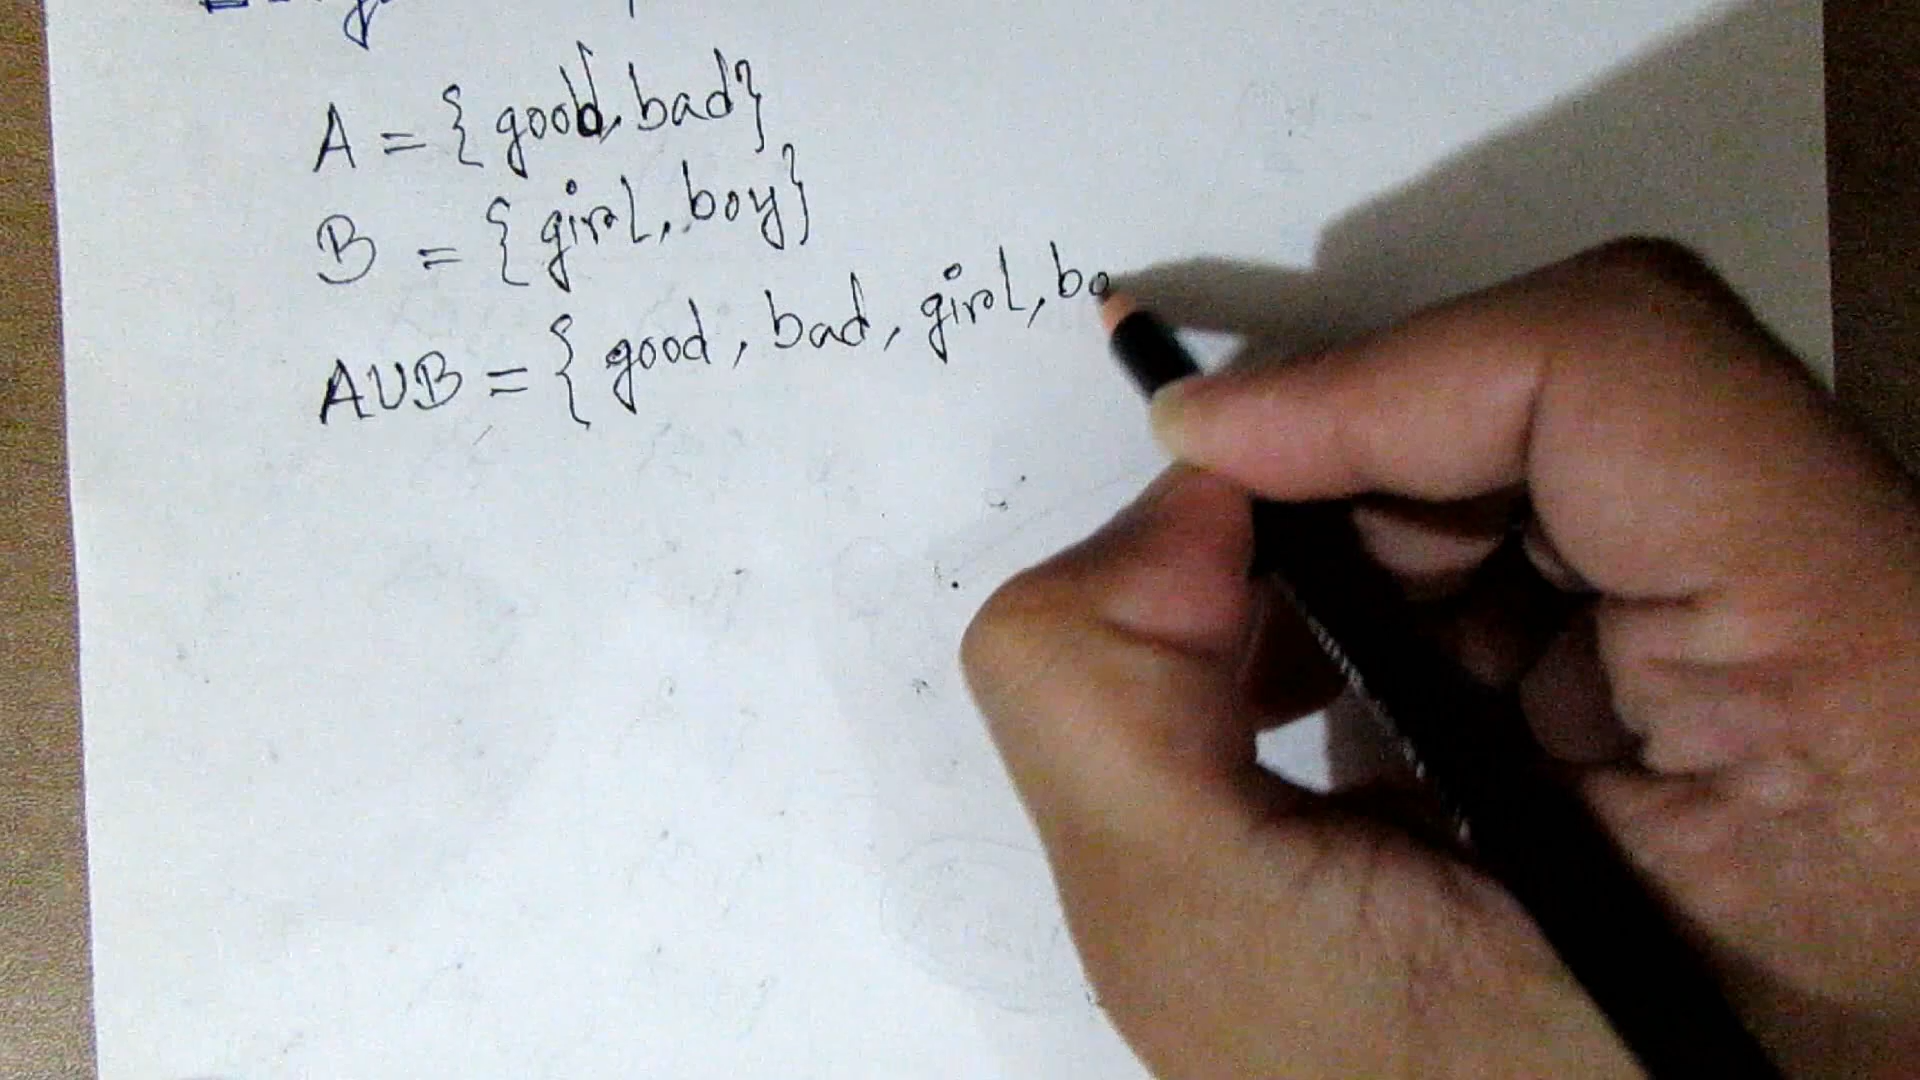 A = { good, bad}
B = { girl, boy}
AUB = { good, bad, girl, bo